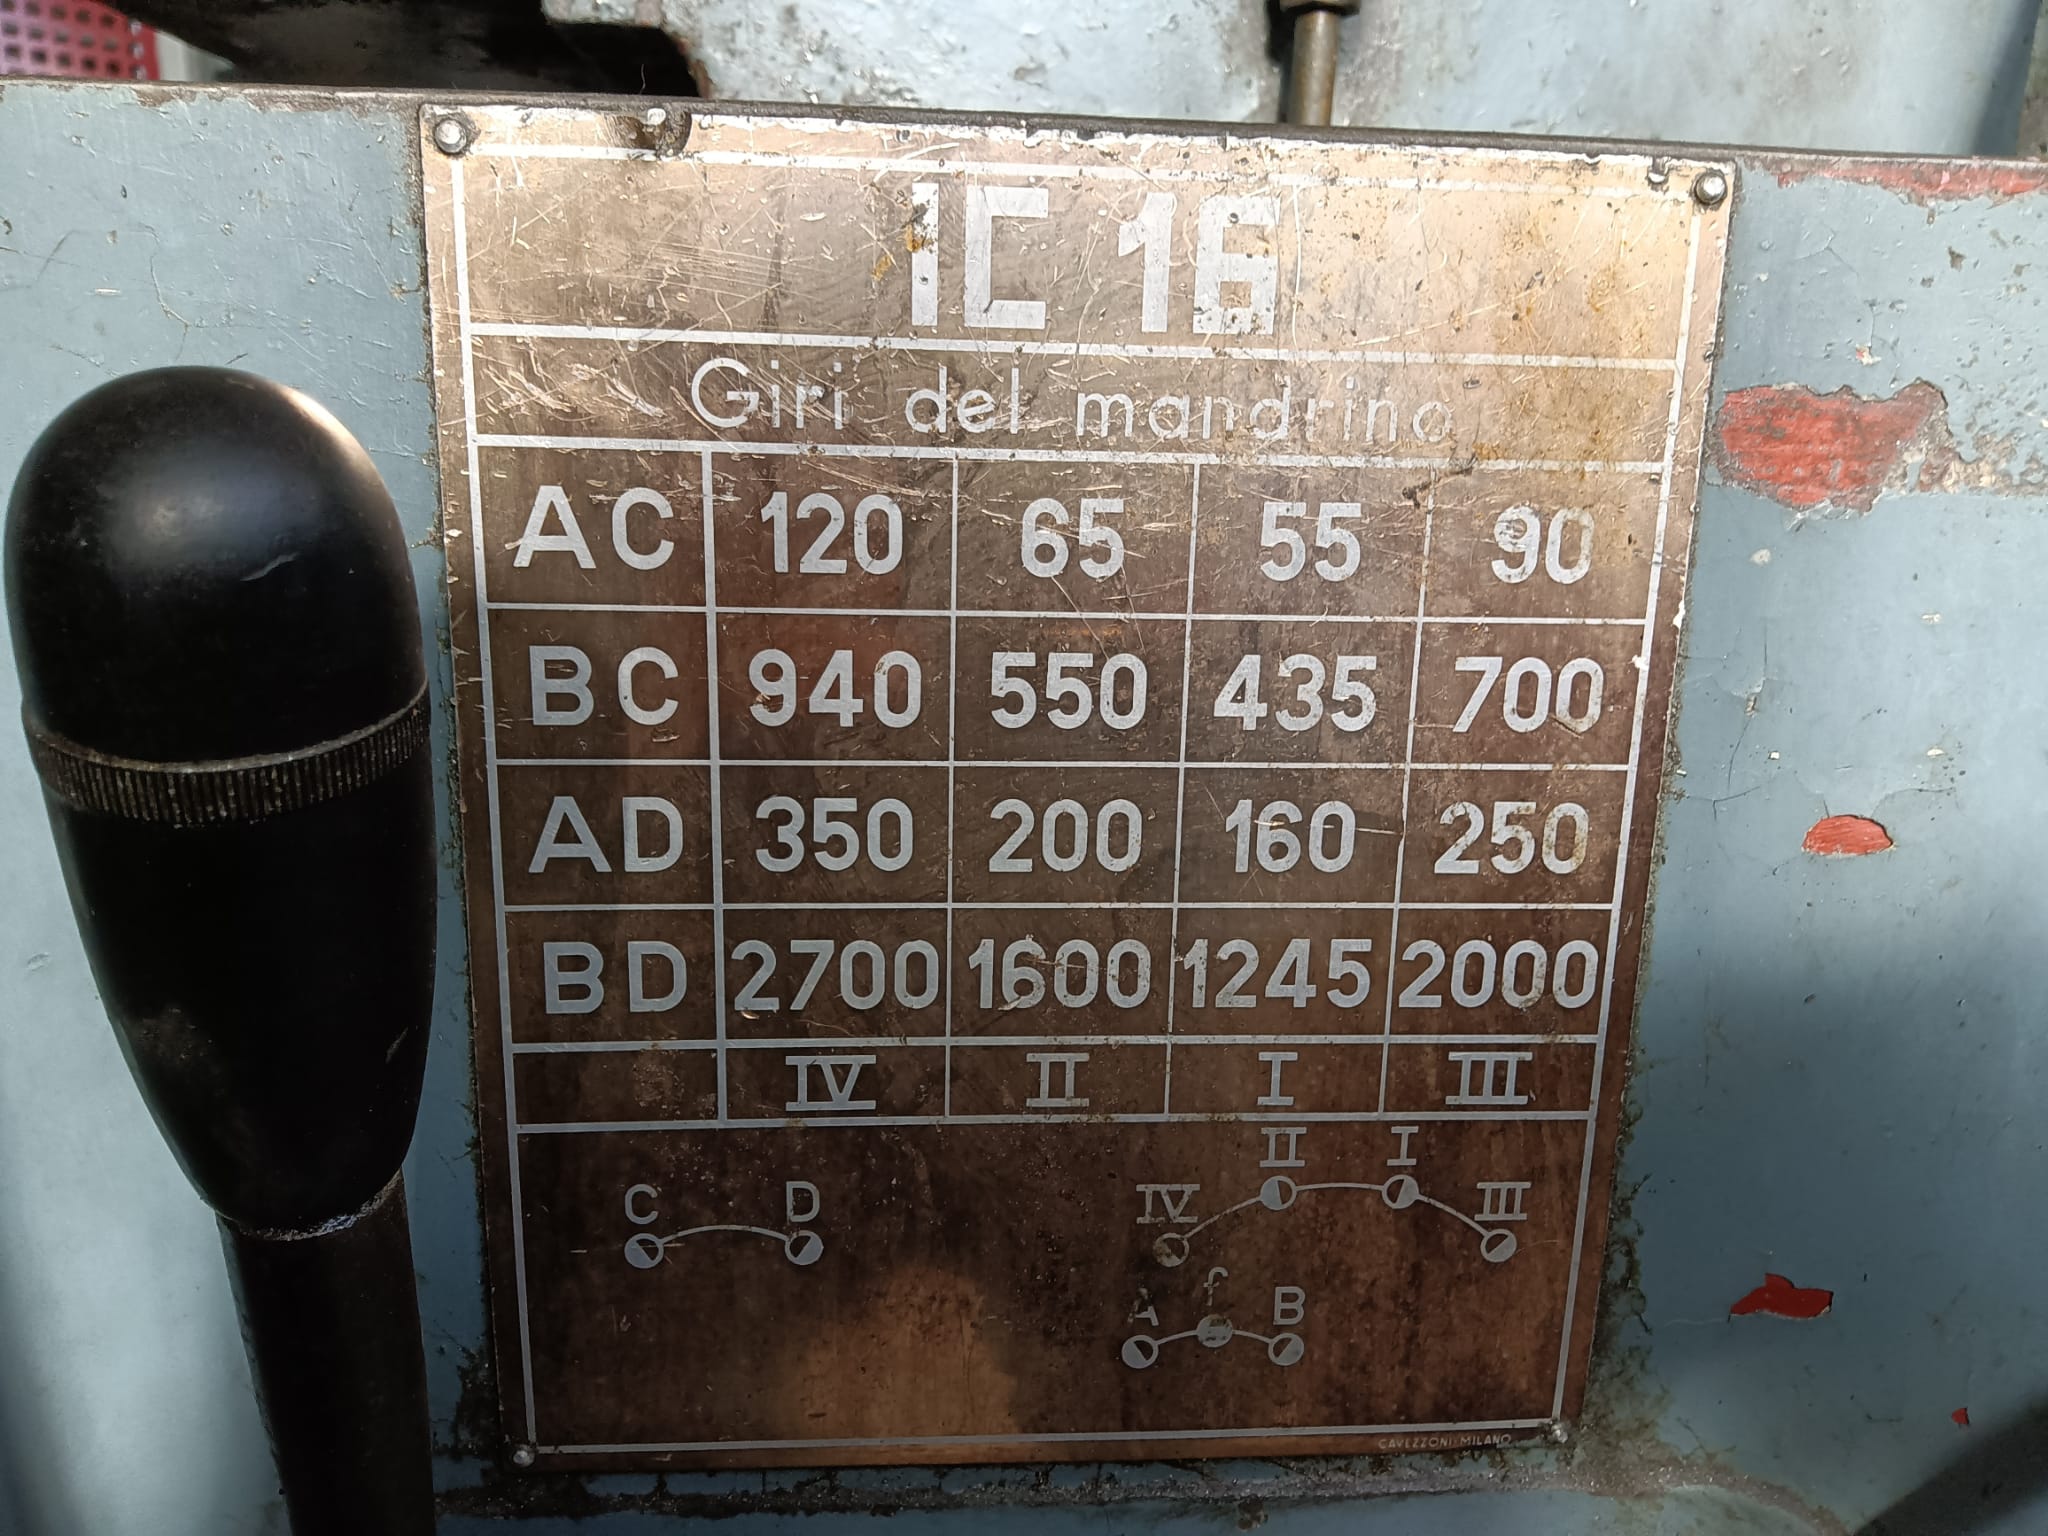 IC 16
Giri del mandrino
AC 120 65 55 90
BC 940 550 435 700
AD 350 200 160 250
BD 2700 1600 1245 2000
IV II I III
C D
IV II I III
A f B
CAVEZZONI-MILANO